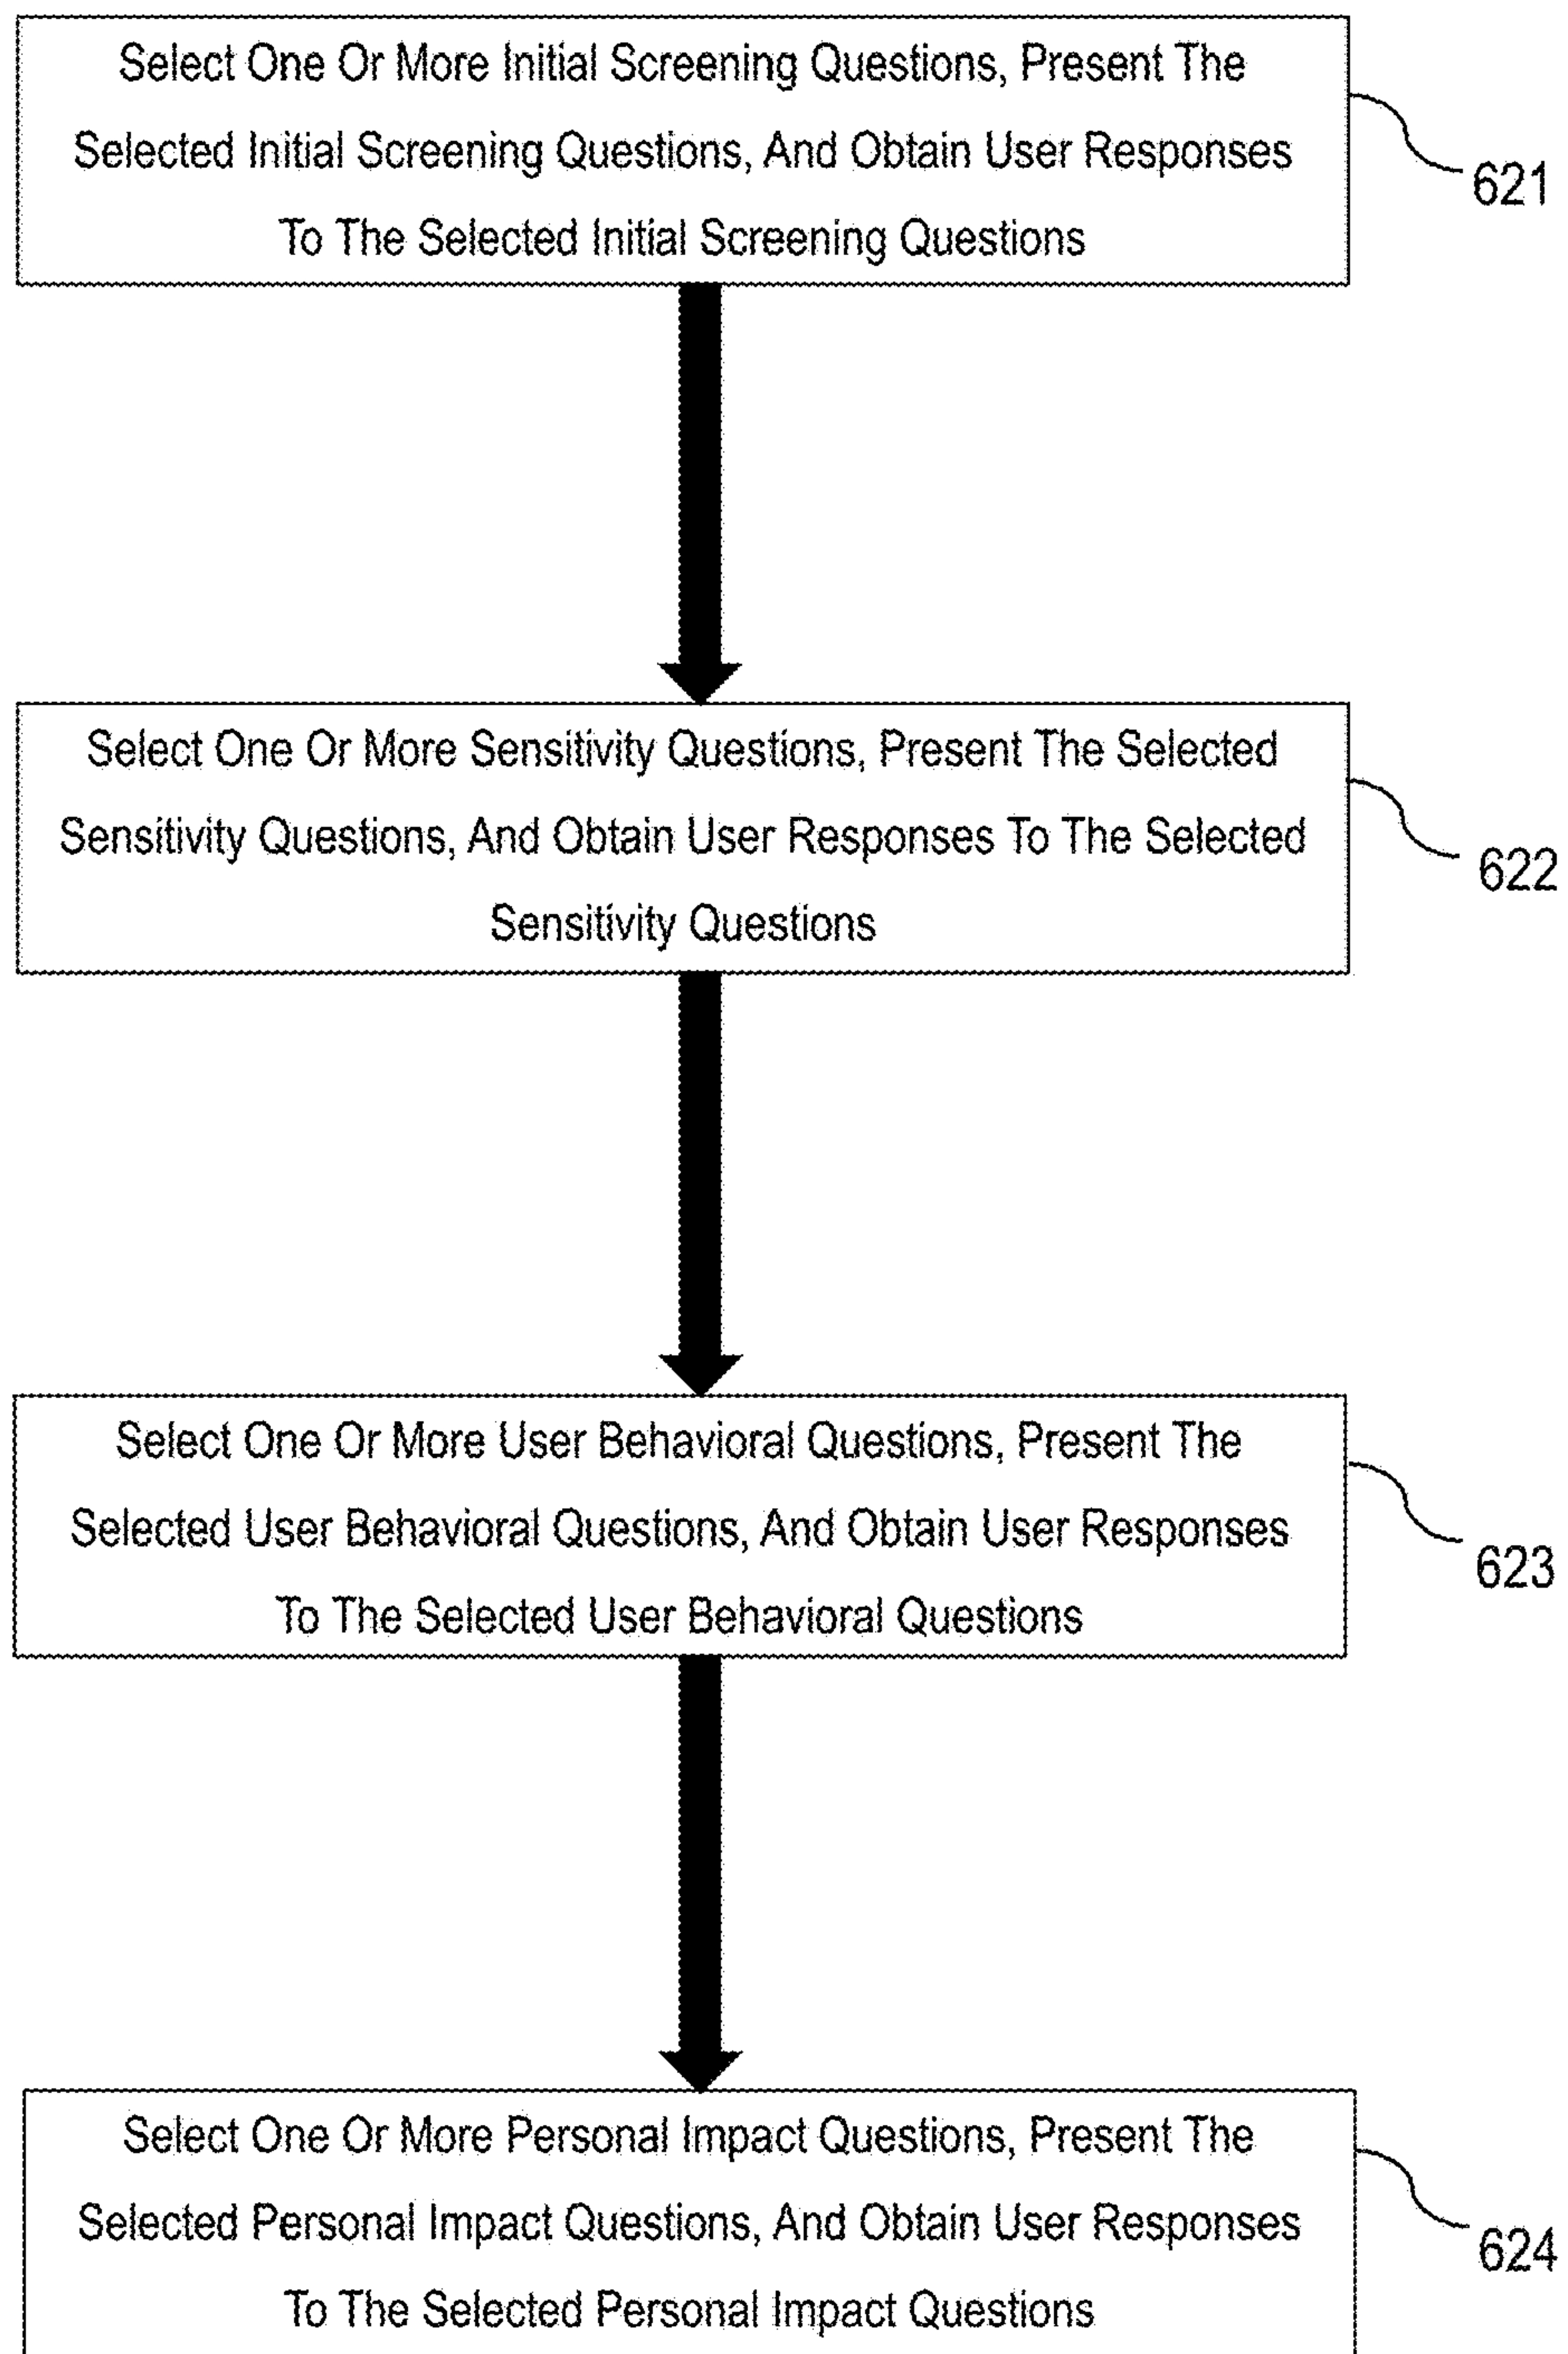 Select One Or More Initial Screening Questions, Present The
Selected Initial Screening Questions, And Obtain User Responses
To The Selected Initial Screening Questions
621
Select One Or More Sensitivity Questions, Present The Selected
Sensitivity Questions, And Obtain User Responses To The Selected
Sensitivity Questions
622
Select One Or More User Behavioral Questions, Present The
Selected User Behavioral Questions, And Obtain User Responses
To The Selected User Behavioral Questions
623
Select One Or More Personal Impact Questions, Present The
Selected Personal Impact Questions, And Obtain User Responses
To The Selected Personal Impact Questions
624